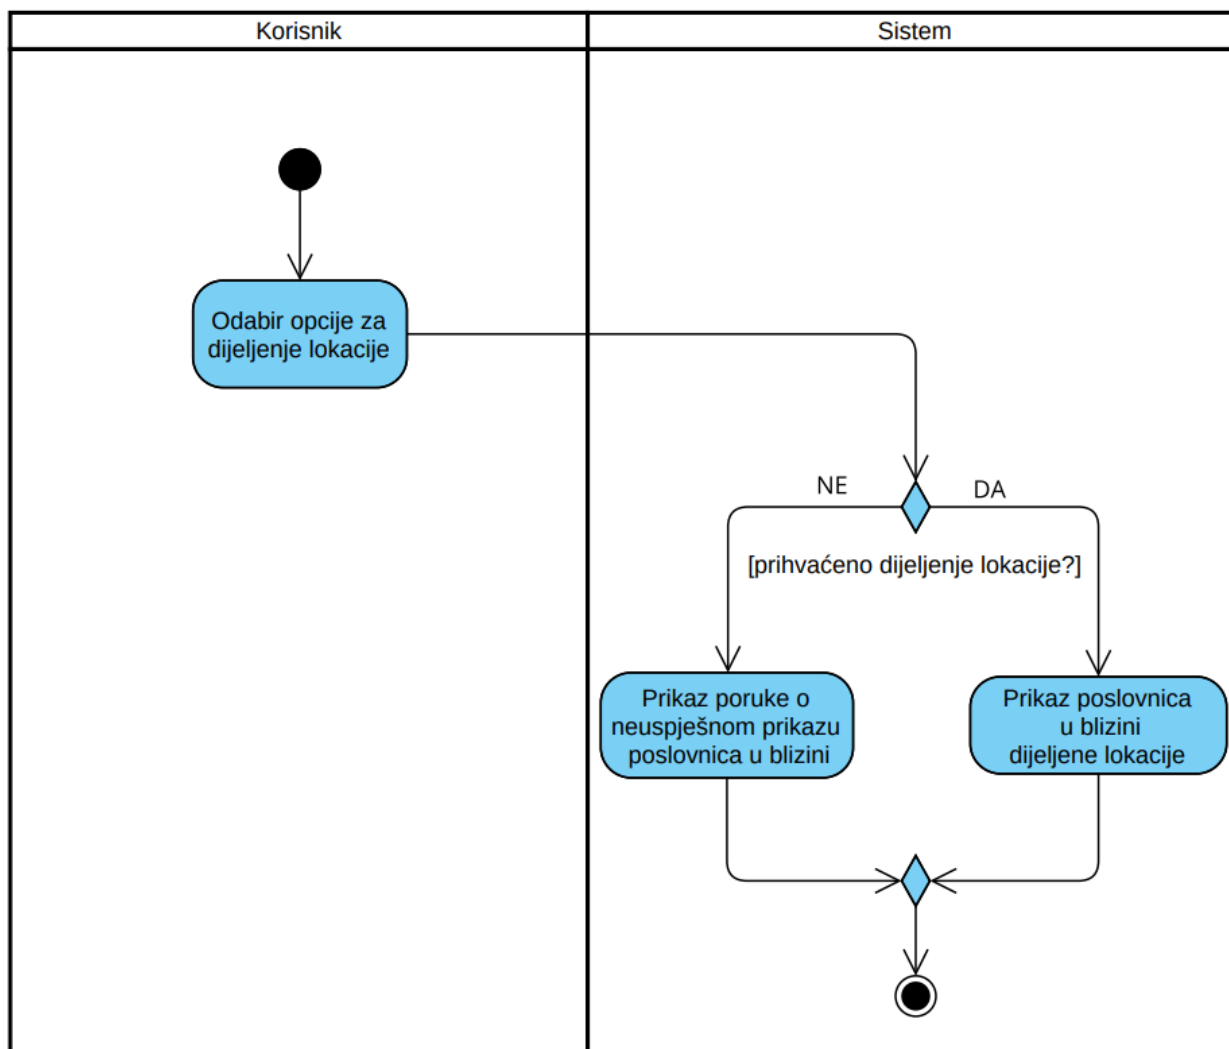 Korisnik
Sistem
Odabir opcije za
dijeljenje lokacije
NE
DA
[prihvaćeno dijeljenje lokacije?]
Prikaz poruke o
neuspješnom prikazu
poslovnica u blizini
Prikaz poslovnica
u blizini
dijeljene lokacije